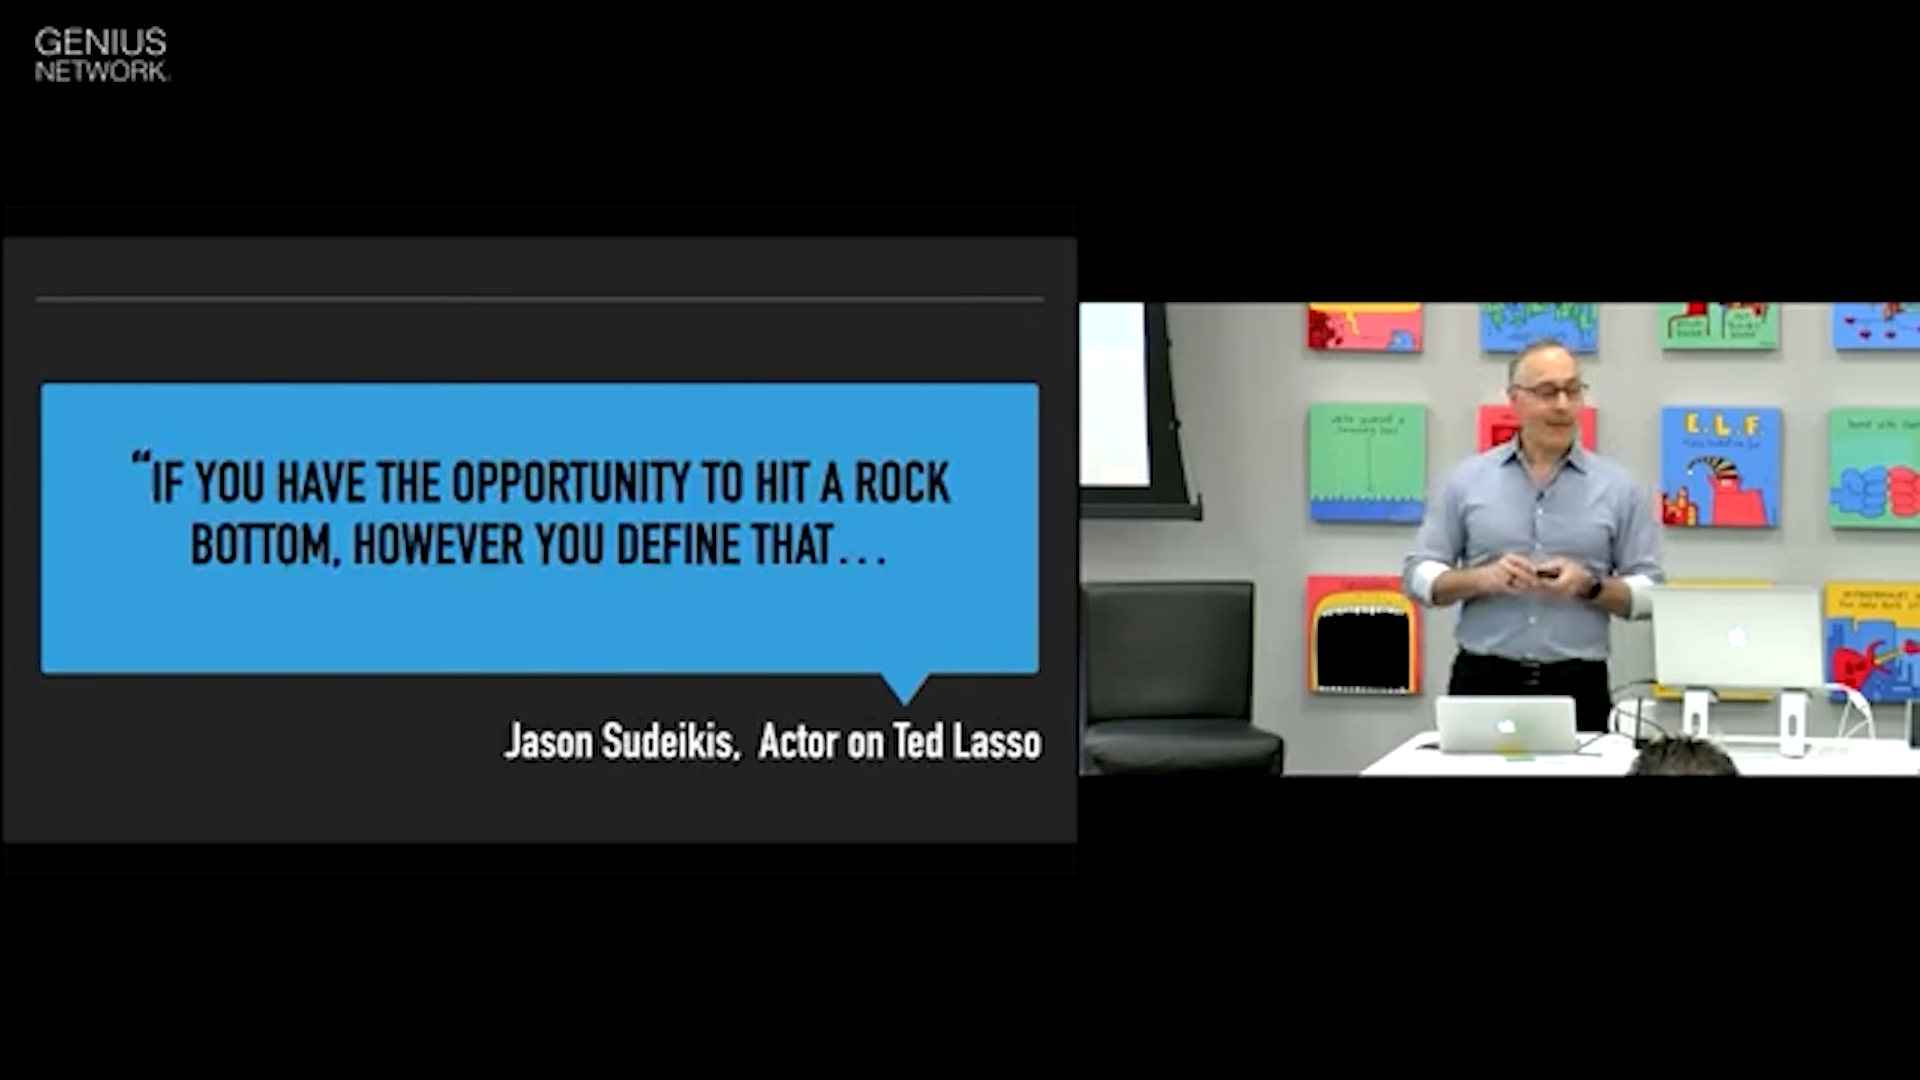 GENIUS
NETWORK
“IF YOU HAVE THE OPPORTUNITY TO HIT A ROCK
BOTTOM, HOWEVER YOU DEFINE THAT...
Jason Sudeikis, Actor on Ted Lasso
E.L.F.